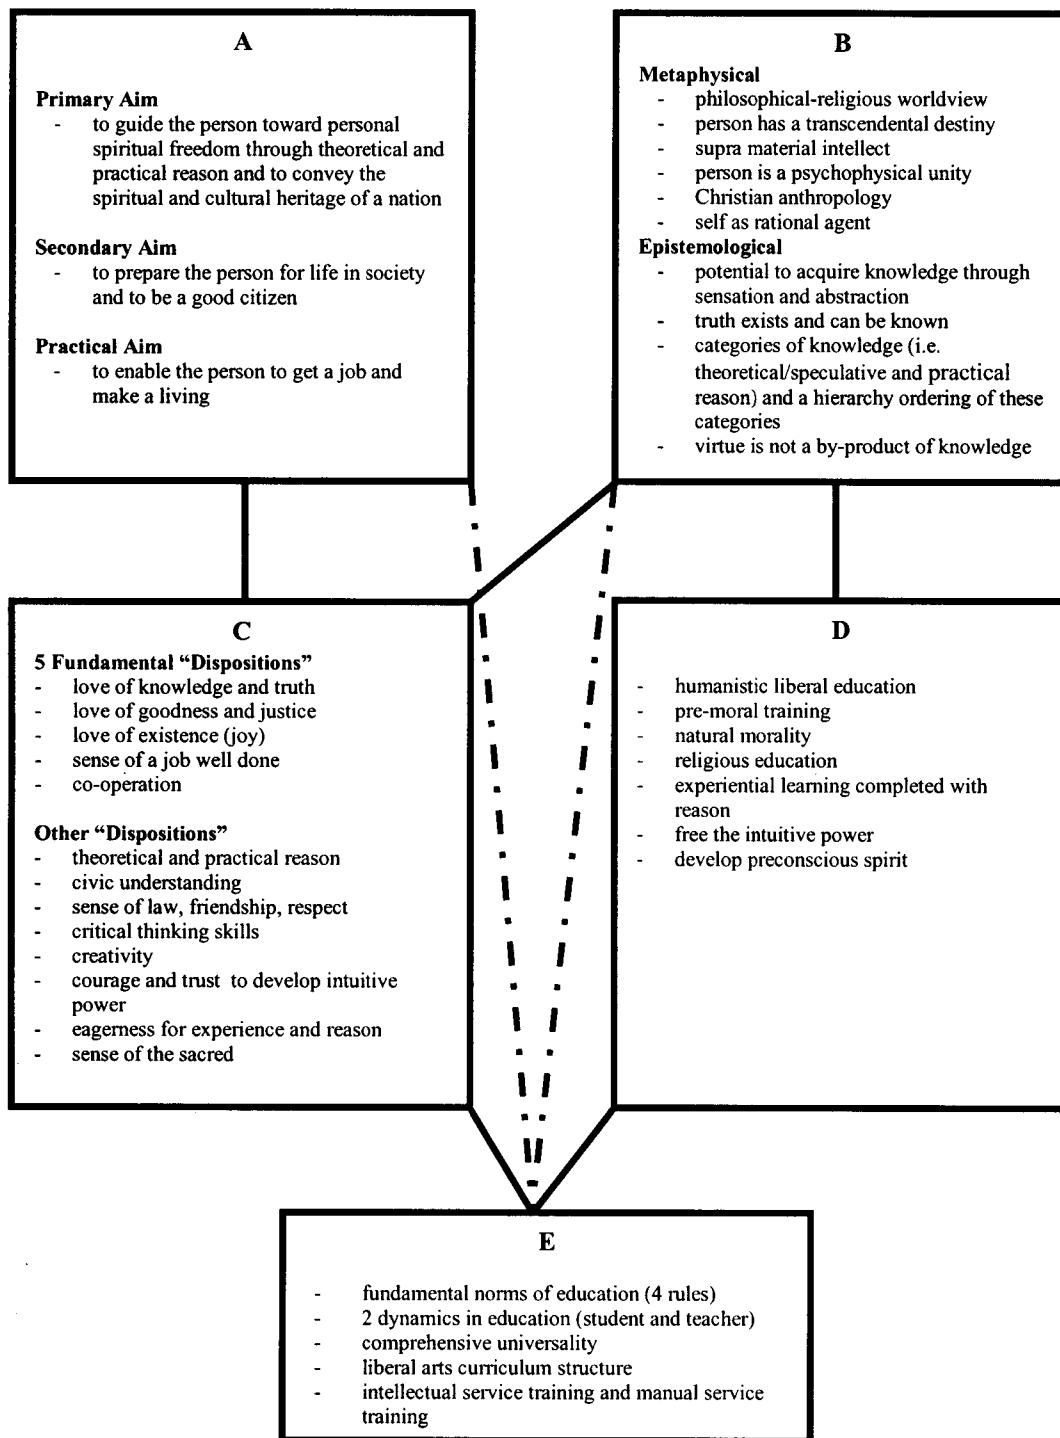 A
Primary Aim
- to guide the person toward personal
spiritual freedom through theoretical and
practical reason and to convey the
spiritual and cultural heritage of a nation
Secondary Aim
- to prepare the person for life in society
and to be a good citizen
Practical Aim
- to enable the person to get a job and
make a living
B
Metaphysical
- philosophical-religious worldview
- person has a transcendental destiny
- supra material intellect
- person is a psychophysical unity
- Christian anthropology
- self as rational agent
Epistemological
- potential to acquire knowledge through
sensation and abstraction
- truth exists and can be known
- categories of knowledge (i.e.
theoretical/speculative and practical
reason) and a hierarchy ordering of these
categories
- virtue is not a by-product of knowledge
C
5 Fundamental “Dispositions”
- love of knowledge and truth
- love of goodness and justice
- love of existence (joy)
- sense of a job well done
- co-operation
Other “Dispositions”
- theoretical and practical reason
- civic understanding
- sense of law, friendship, respect
- critical thinking skills
- creativity
- courage and trust to develop intuitive
power
- eagerness for experience and reason
- sense of the sacred
D
- humanistic liberal education
- pre-moral training
- natural morality
- religious education
- experiential learning completed with
reason
- free the intuitive power
- develop preconscious spirit
E
- fundamental norms of education (4 rules)
- 2 dynamics in education (student and teacher)
- comprehensive universality
- liberal arts curriculum structure
- intellectual service training and manual service
training